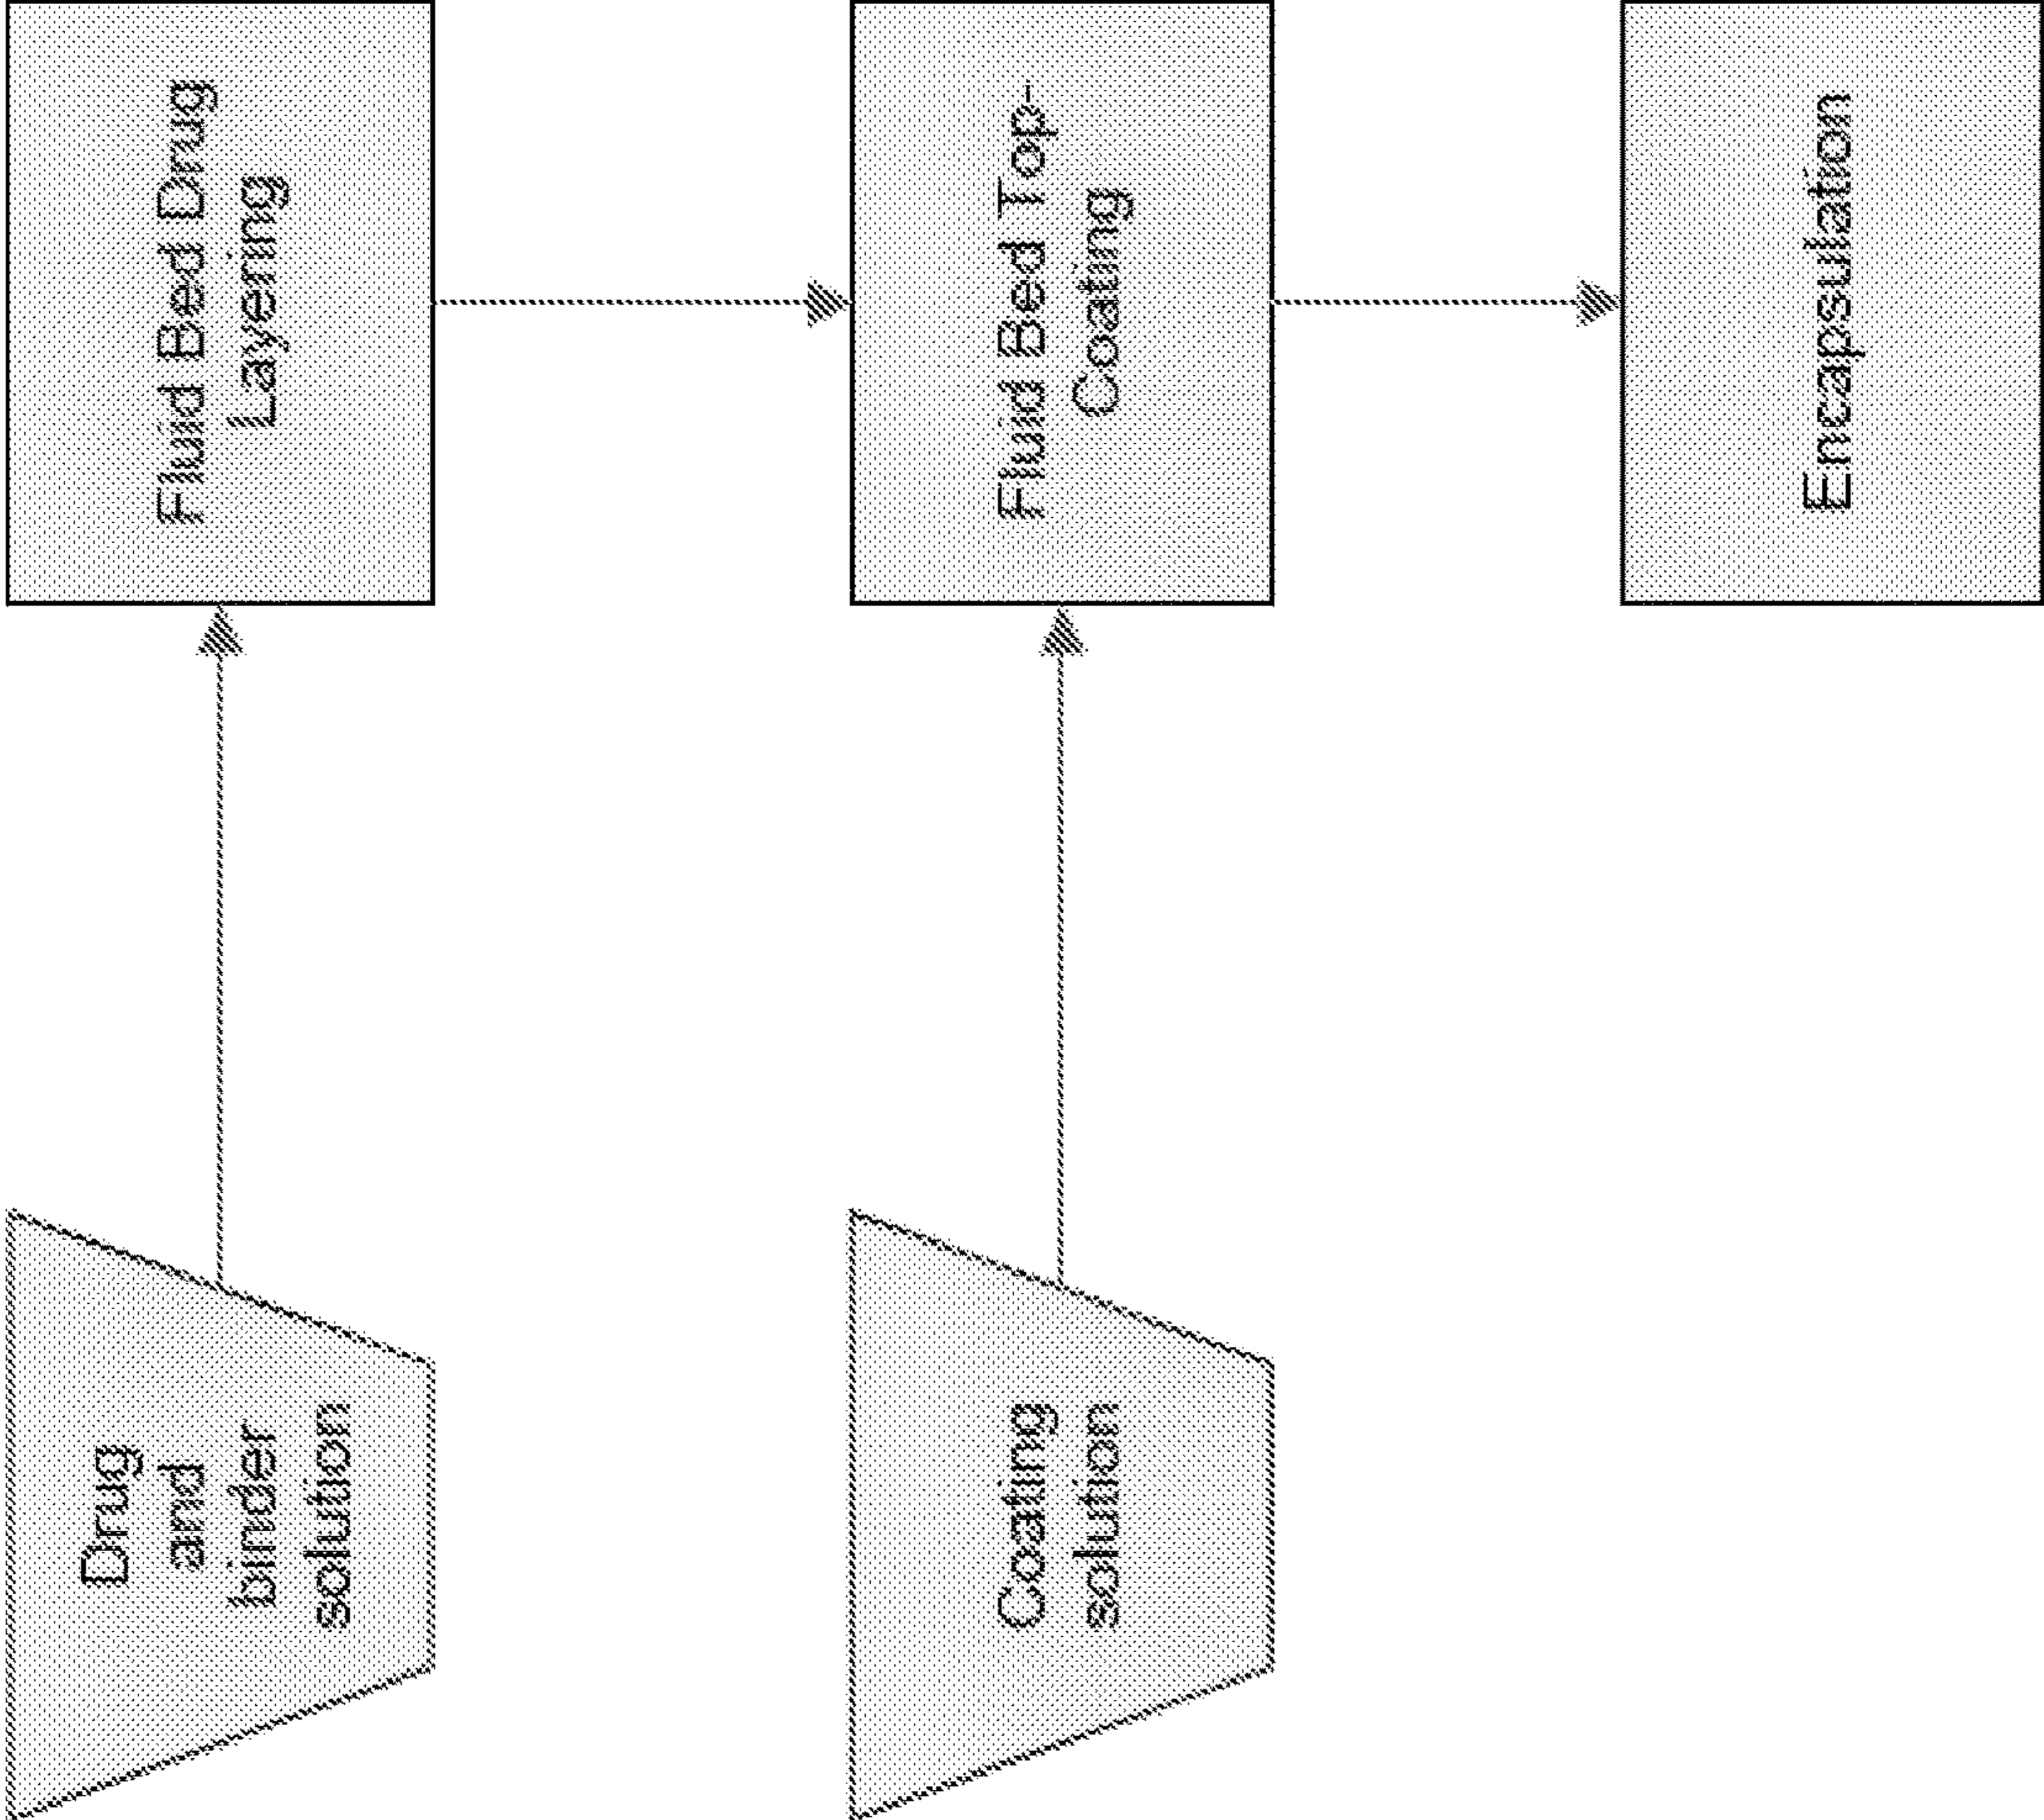 Drug
and
binder
solution
Fluid Bed Drug
Layering
Coating
solution
Fluid Bed Top-
Coating
Encapsulation